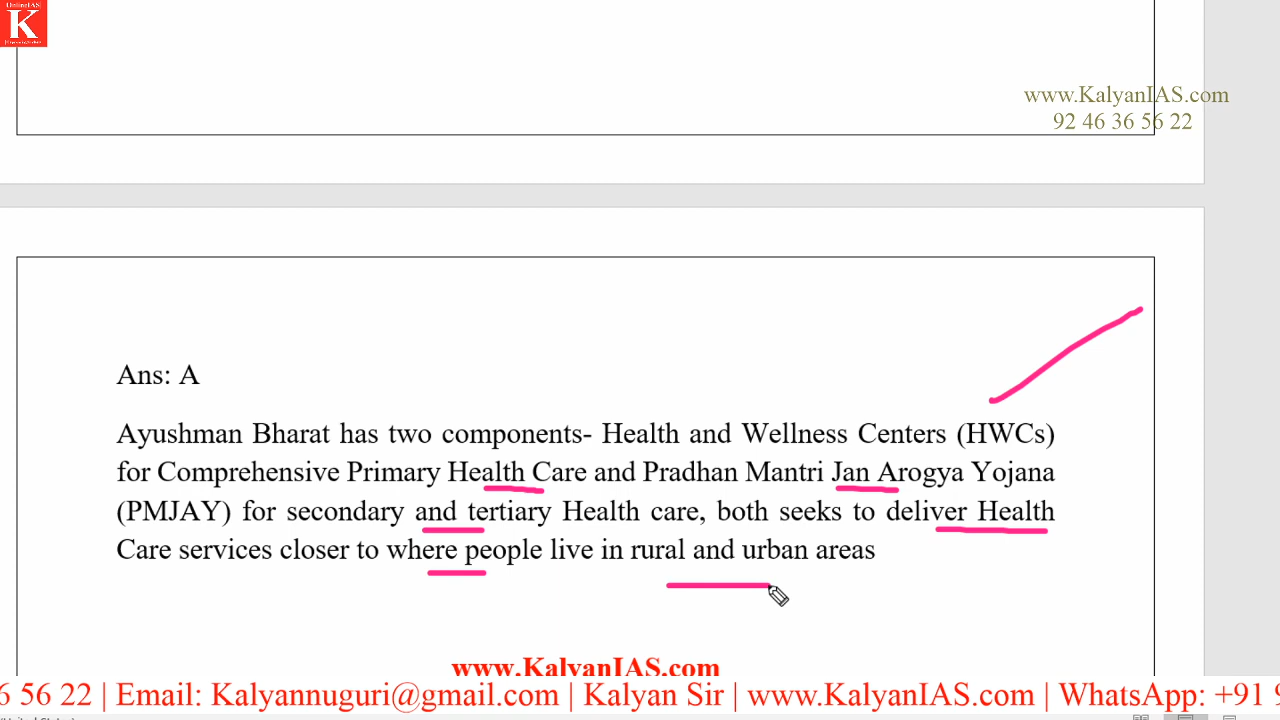 OnlineIAS
K
www.KalyanIAS.com
92 46 36 56 22
Ans: A
Ayushman Bharat has two components- Health and Wellness Centers (HWCs)
for Comprehensive Primary Health Care and Pradhan Mantri Jan Arogya Yojana
(PMJAY) for secondary and tertiary Health care, both seeks to deliver Health
Care services closer to where people live in rural and urban areas
www.KalyanIAS.com
6 56 22 | Email: Kalyannuguri@gmail.com | Kalyan Sir | www.KalyanIAS.com | WhatsApp: +91 9